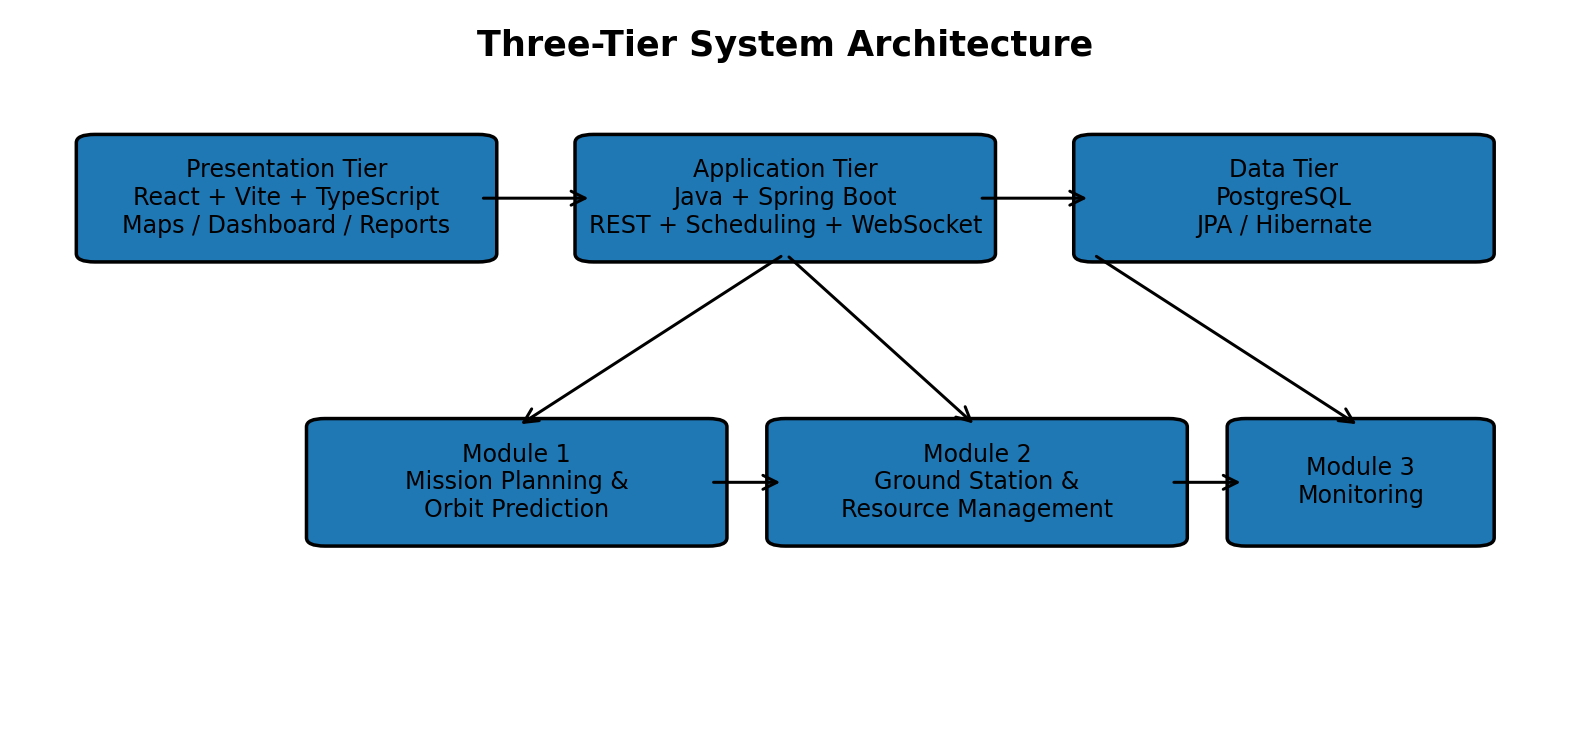 Three-Tier System Architecture
Presentation Tier
React + Vite + TypeScript
Maps / Dashboard / Reports
Application Tier
Java + Spring Boot
REST + Scheduling + WebSocket
Data Tier
PostgreSQL
JPA / Hibernate
Module 1
Mission Planning &
Orbit Prediction
Module 2
Ground Station &
Resource Management
Module 3
Monitoring